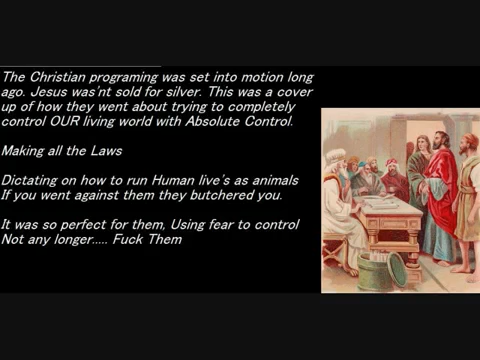 The Christian programing was set into motion long
ago. Jesus was'nt sold for silver. This was a cover
up of how they went about trying to completely
control OUR living world with Absolute Control.
Making all the Laws
Dictating on how to run Human live's as animals
If you went against them they butchered you.
It was so perfect for them, Using fear to control
Not any longer..... Fuck Them